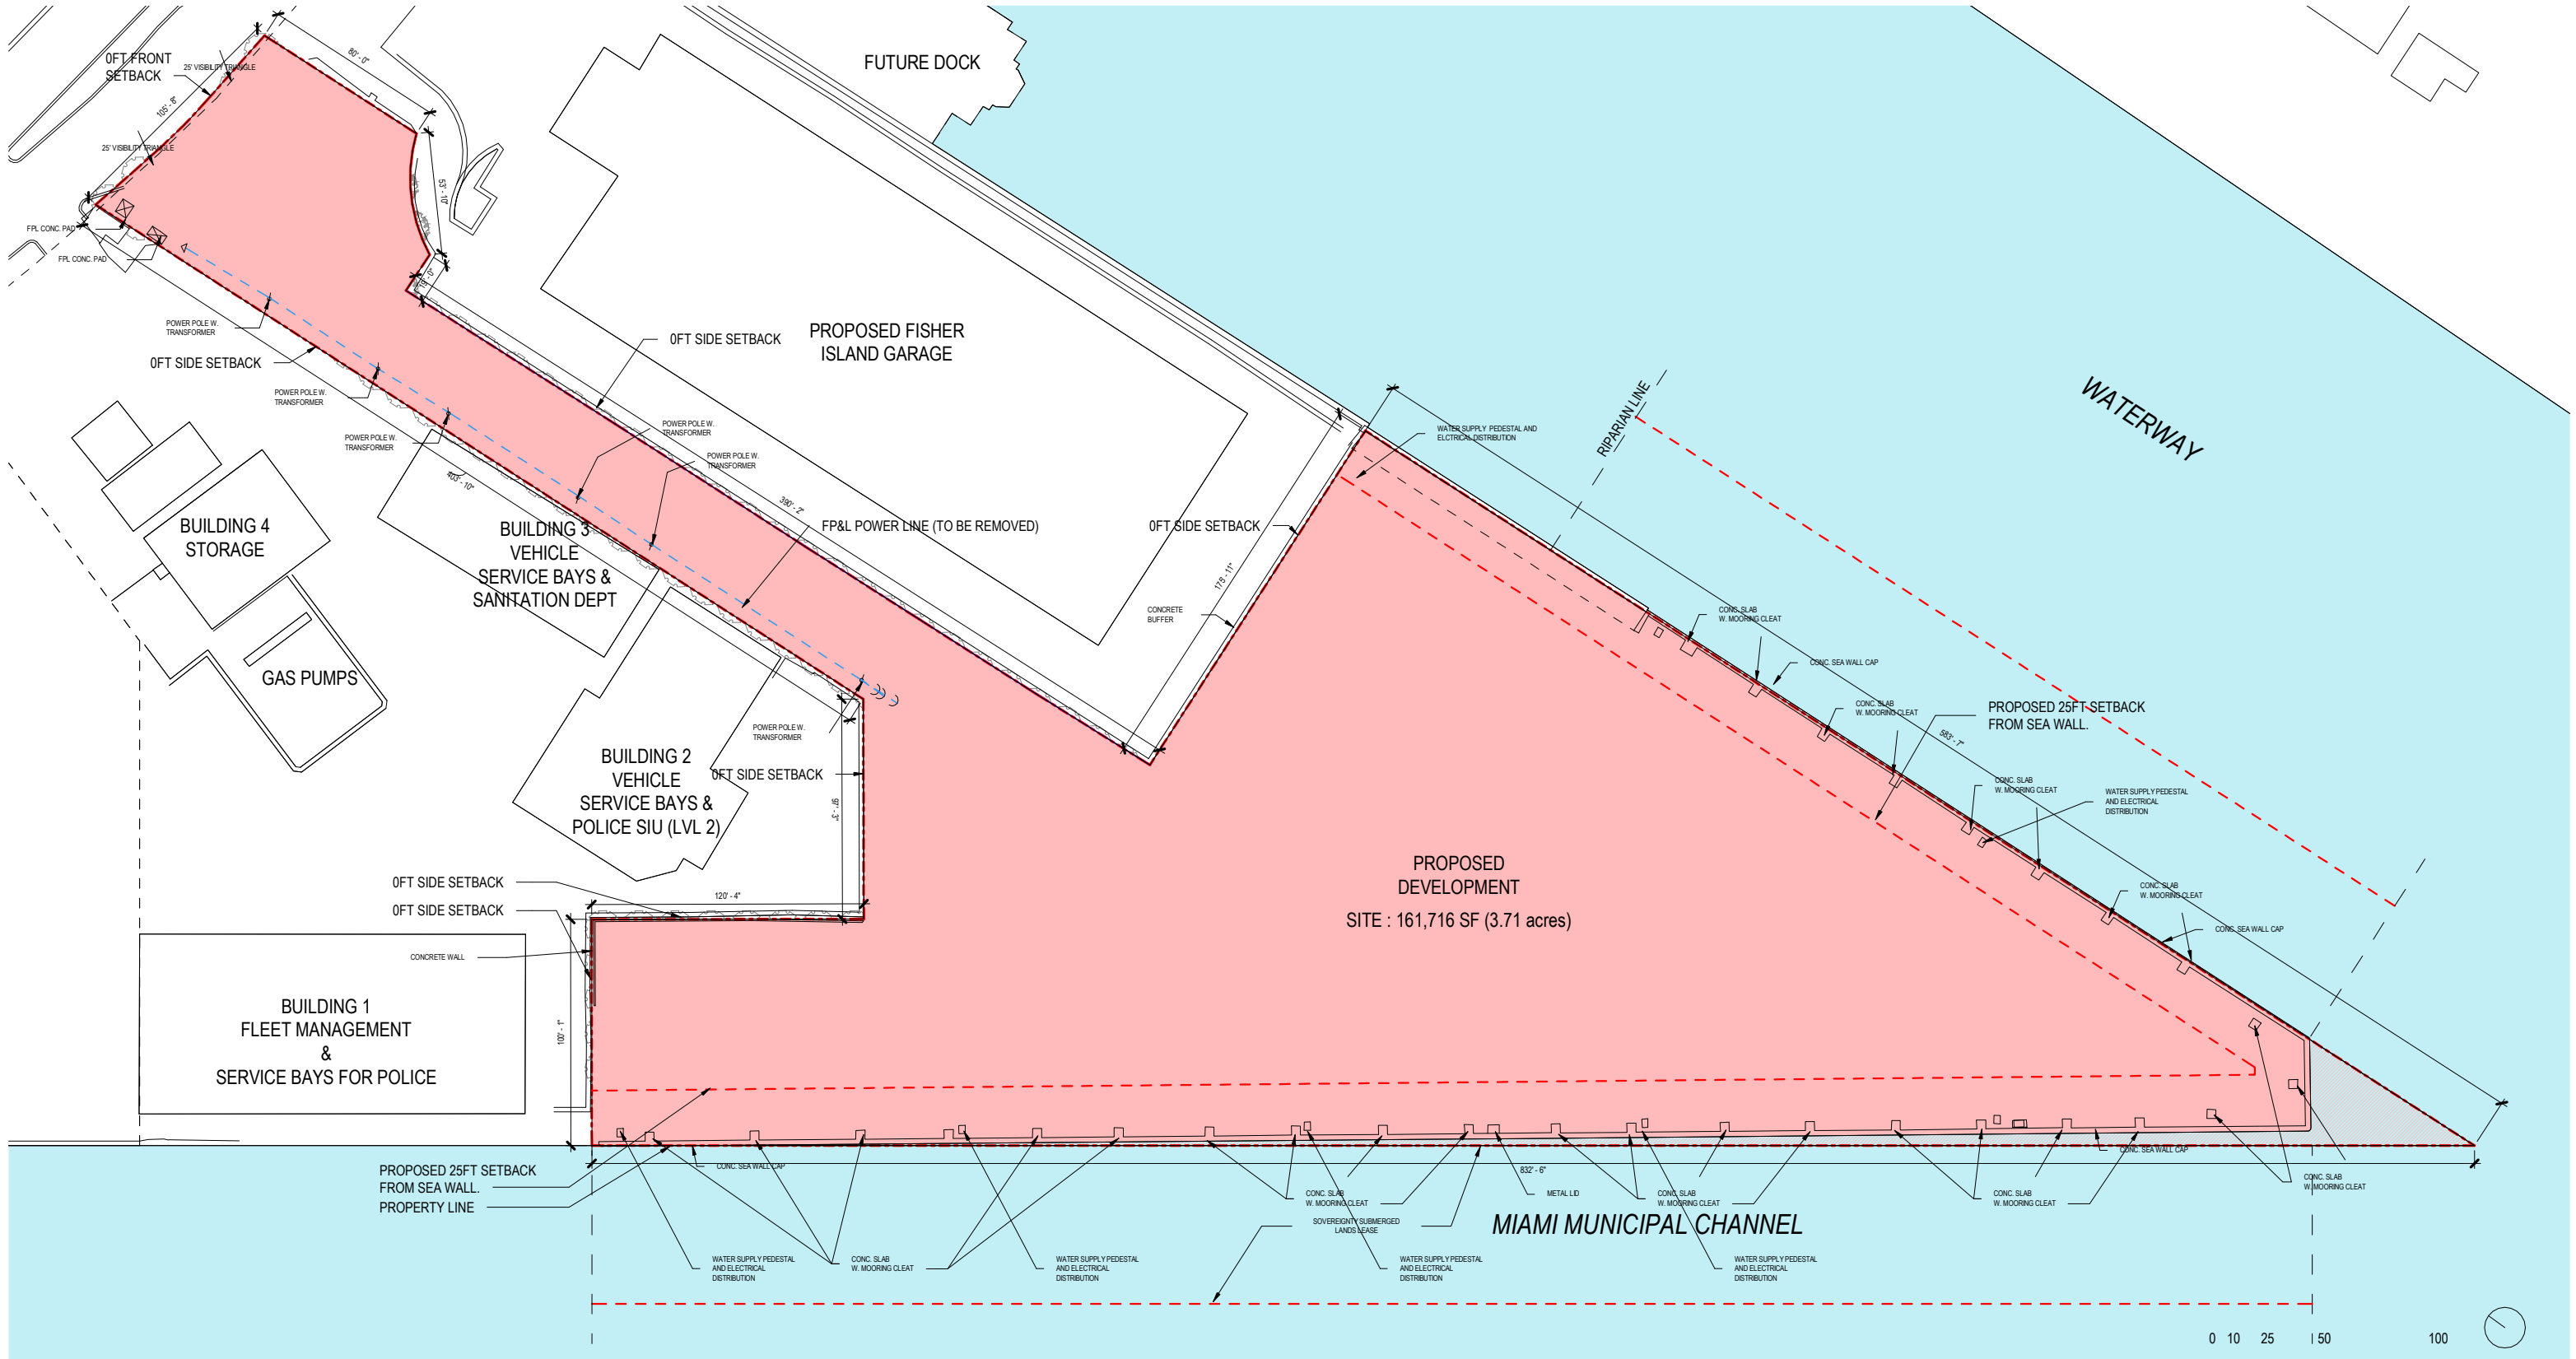 0FT FRONT
SETBACK
25' VISIBILITY TRIANGLE
80' - 0"
105' - 8"
25' VISIBILITY TRIANGLE
53' - 10"
FPL CONC. PAD
FPL CONC. PAD
19' - 0"
FUTURE DOCK
POWER POLE W.
TRANSFORMER
0FT SIDE SETBACK
0FT SIDE SETBACK
PROPOSED FISHER
ISLAND GARAGE
POWER POLE W.
TRANSFORMER
POWER POLE W.
TRANSFORMER
POWER POLE W.
TRANSFORMER
POWER POLE W.
TRANSFORMER
403' - 10"
390' - 2"
FP&L POWER LINE (TO BE REMOVED)
0FT SIDE SETBACK
175' - 11"
CONCRETE
BUFFER
WATER SUPPLY PEDESTAL AND
ELCTRICAL DISTRIBUTION
RIPARIAN LINE
WATERWAY
BUILDING 4
STORAGE
BUILDING 3
VEHICLE
SERVICE BAYS &
SANITATION DEPT
GAS PUMPS
CONC. SLAB
W. MOORING CLEAT
CONC. SEA WALL CAP
CONC. SLAB
W. MOORING CLEAT
PROPOSED 25FT SETBACK
FROM SEA WALL.
583' - 7"
CONC. SLAB
W. MOORING CLEAT
WATER SUPPLY PEDESTAL
AND ELECTRICAL
DISTRIBUTION
POWER POLE W.
TRANSFORMER
BUILDING 2
VEHICLE
SERVICE BAYS &
POLICE SIU (LVL 2)
0FT SIDE SETBACK
97' - 3"
PROPOSED
DEVELOPMENT
SITE : 161,716 SF (3.71 acres)
CONC. SLAB
W. MOORING CLEAT
CONC. SEA WALL CAP
0FT SIDE SETBACK
0FT SIDE SETBACK
120' - 4"
CONCRETE WALL
100' - 1"
BUILDING 1
FLEET MANAGEMENT
&
SERVICE BAYS FOR POLICE
PROPOSED 25FT SETBACK
FROM SEA WALL.
PROPERTY LINE
CONC. SEA WALL CAP
832' - 6"
CONC. SEA WALL CAP
CONC. SLAB
W. MOORING CLEAT
METAL LID
CONC. SLAB
W. MOORING CLEAT
CONC. SLAB
W. MOORING CLEAT
CONC. SLAB
W. MOORING CLEAT
SOVEREIGNTY SUBMERGED
LANDS LEASE
MIAMI MUNICIPAL CHANNEL
WATER SUPPLY PEDESTAL
AND ELECTRICAL
DISTRIBUTION
CONC. SLAB
W. MOORING CLEAT
WATER SUPPLY PEDESTAL
AND ELECTRICAL
DISTRIBUTION
WATER SUPPLY PEDESTAL
AND ELECTRICAL
DISTRIBUTION
WATER SUPPLY PEDESTAL
AND ELECTRICAL
DISTRIBUTION
0 10 25 50 100